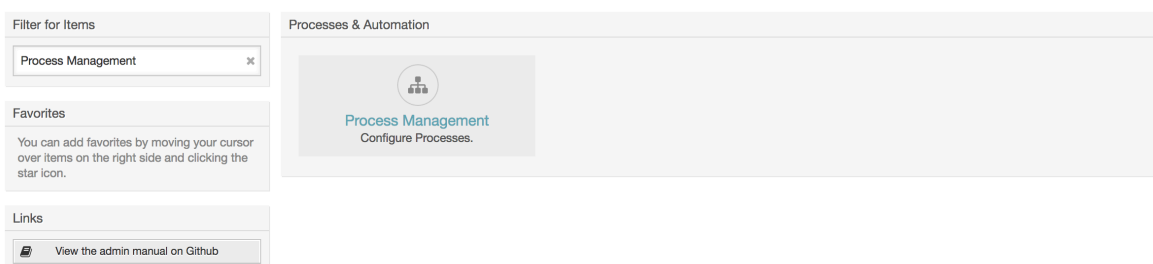 Filter for Items
Process Management
Favorites
You can add favorites by moving your cursor
over items on the right side and clicking the
star icon.
Links
View the admin manual on Github
Processes & Automation
Process Management
Configure Processes.